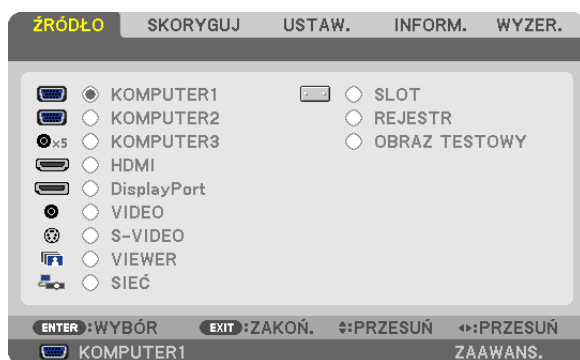 ŹRÓDŁO SKORYGUJ USTAW. INFORM. WYZER.
KOMPUTER1
KOMPUTER2
×5 KOMPUTER3
HDMI
DisplayPort
VIDEO
S-VIDEO
VIEWER
SIEĆ
SLOT
REJESTR
OBRAZ TESTOWY
ENTER:WYBÓR EXIT:ZAKOŃ. :PRZESUŃ :PRZESUŃ
KOMPUTER1 ZAAWANS.